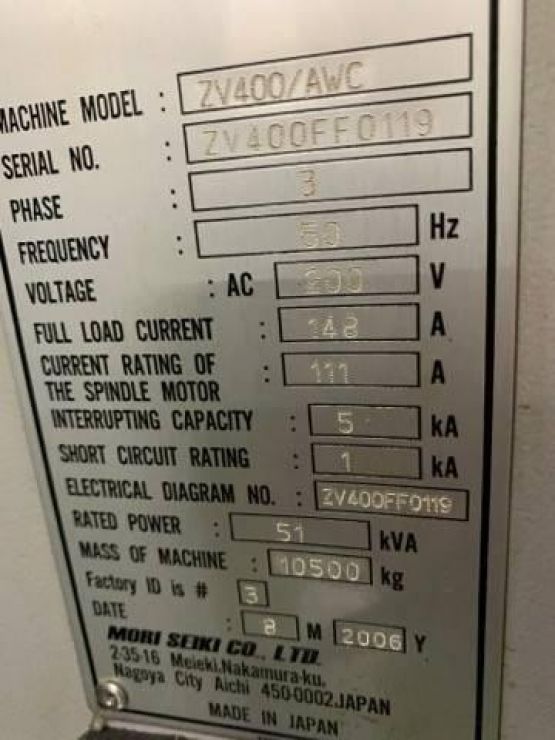 MACHINE MODEL : ZV400/AWC
SERIAL NO. : ZV400FF0119
PHASE : 3
FREQUENCY : 50 Hz
VOLTAGE : AC 200 V
FULL LOAD CURRENT : 148 A
CURRENT RATING OF
THE SPINDLE MOTOR : 111 A
INTERRUPTING CAPACITY : 5 kA
SHORT CIRCUIT RATING : 1 kA
ELECTRICAL DIAGRAM NO. : ZV400FF0119
RATED POWER : 51 kVA
MASS OF MACHINE : 10500 kg
Factory ID is # 3
DATE : 8 M 2006 Y
MORI SEIKI CO., LTD.
2-35-16 Meieki,Nakamura-ku,
Nagoya City Aichi 450-0002,JAPAN
MADE IN JAPAN